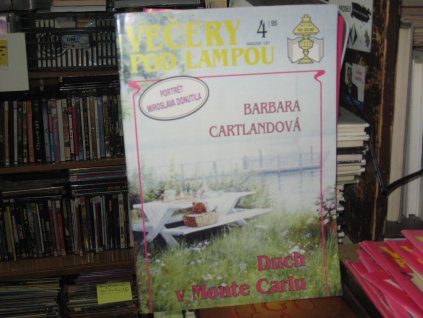 VEČERY
POD LAMPOU
4/95
PORTRÉT
MIROSLAVA DONUTILA
BARBARA
CARTLANDOVÁ
Duch
v Monte Carlu